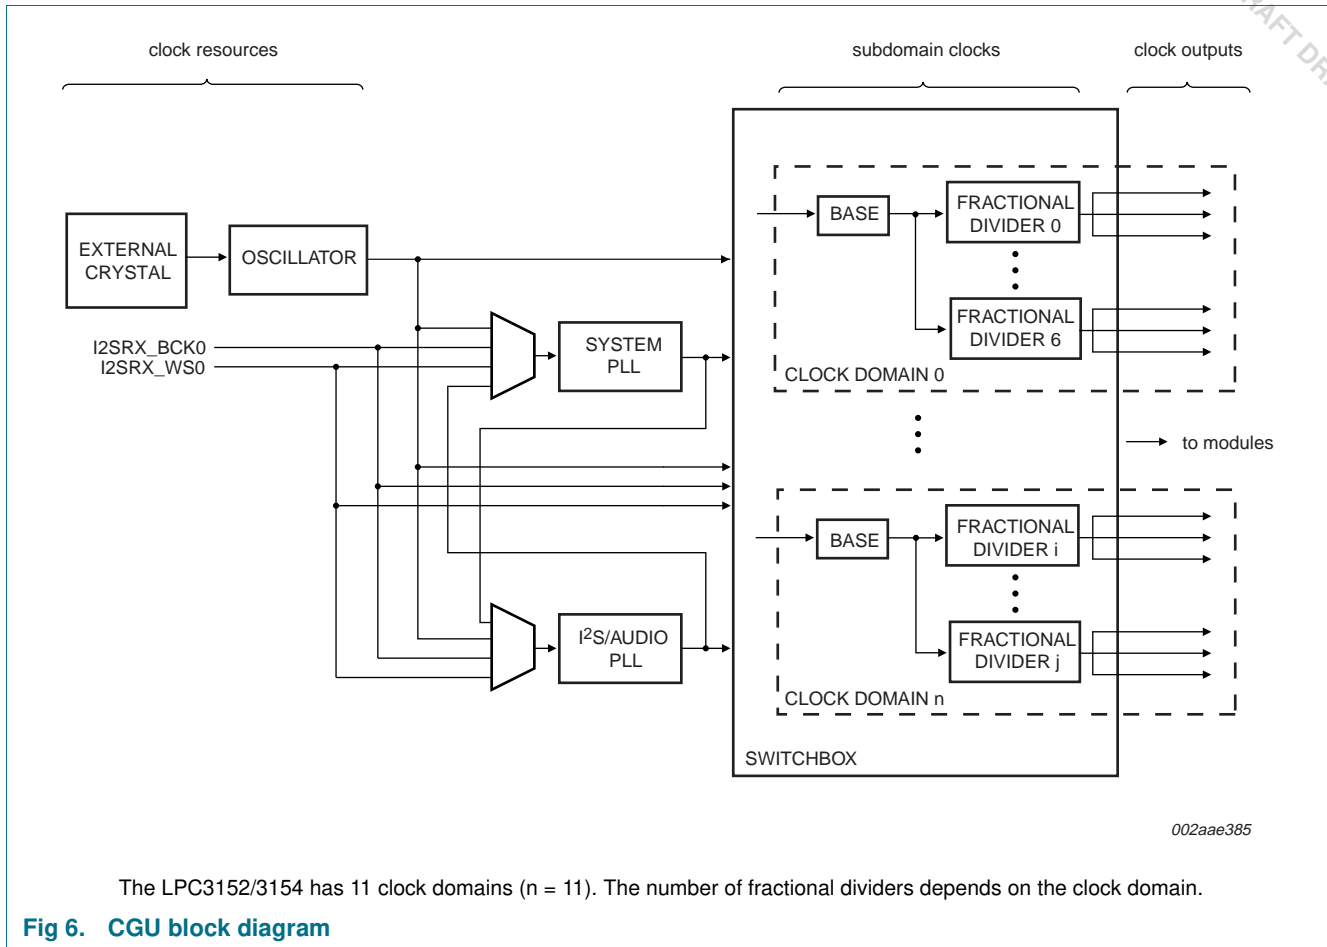 clock resources
subdomain clocks
clock outputs
EXTERNAL
CRYSTAL
OSCILLATOR
I2SRX_BCK0
I2SRX_WS0
SYSTEM
PLL
I2S/AUDIO
PLL
BASE
FRACTIONAL
DIVIDER 0
FRACTIONAL
DIVIDER 6
CLOCK DOMAIN 0
to modules
BASE
FRACTIONAL
DIVIDER i
FRACTIONAL
DIVIDER j
CLOCK DOMAIN n
SWITCHBOX
002aae385
The LPC3152/3154 has 11 clock domains (n = 11). The number of fractional dividers depends on the clock domain.
Fig 6. CGU block diagram